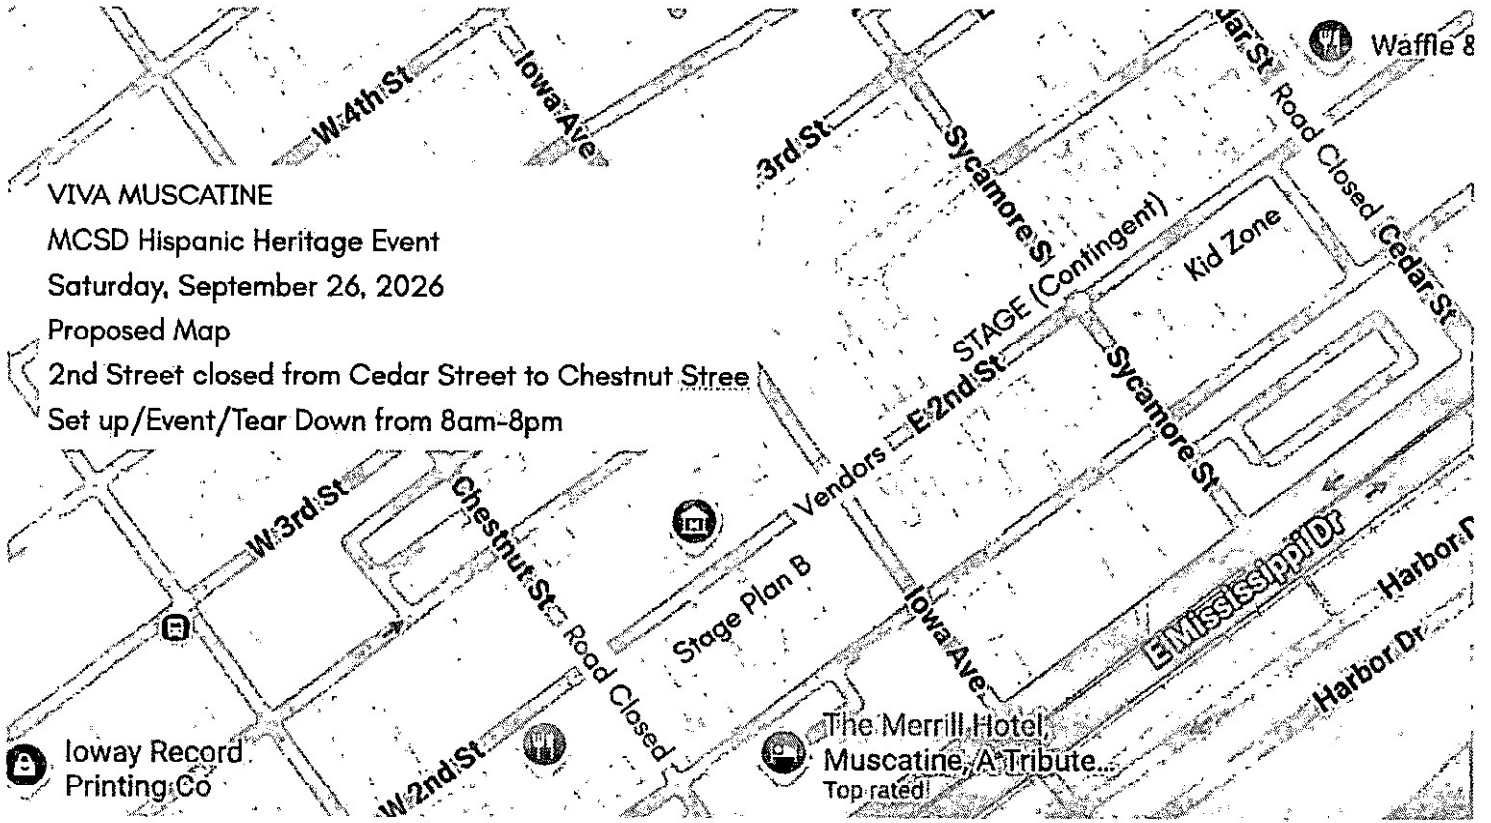 Waffle &
dar St
Road Closed
Cedar St
W 4th St
Iowa Ave
3rd St
Sycamore St
STAGE (Contingent)
Kid Zone
VIVA MUSCATINE
MCSD Hispanic Heritage Event
Saturday, September 26, 2026
Proposed Map
2nd Street closed from Cedar Street to Chestnut Stree
Set up/Event/Tear Down from 8am-8pm
E 2nd St
Sycamore St
Vendors
W 3rd St
Chestnut St
Road Closed
Stage Plan B
Iowa Ave
E Mississippi Dr
Harbor D
Harbor Dr
Ioway Record
Printing Co
W 2nd St
The Merrill Hotel,
Muscatine, A Tribute...
Top rated